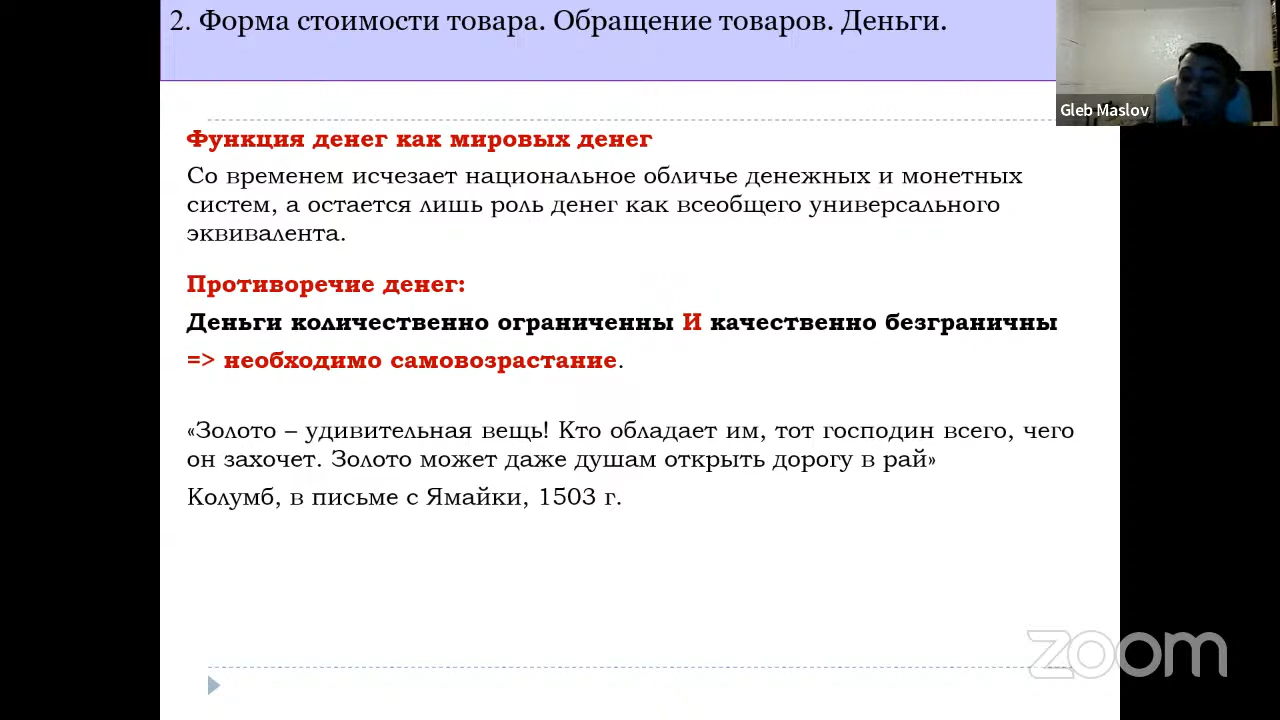 2. Форма стоимости товара. Обращение товаров. Деньги.
Gleb Maslov
Функция денег как мировых денег
Со временем исчезает национальное обличье денежных и монетных
систем, а остается лишь роль денег как всеобщего универсального
эквивалента.
Противоречие денег:
Деньги количественно ограниченны И качественно безграничны
=> необходимо самовозрастание.
«Золото – удивительная вещь! Кто обладает им, тот господин всего, чего
он захочет. Золото может даже душам открыть дорогу в рай»
Колумб, в письме с Ямайки, 1503 г.
zoom